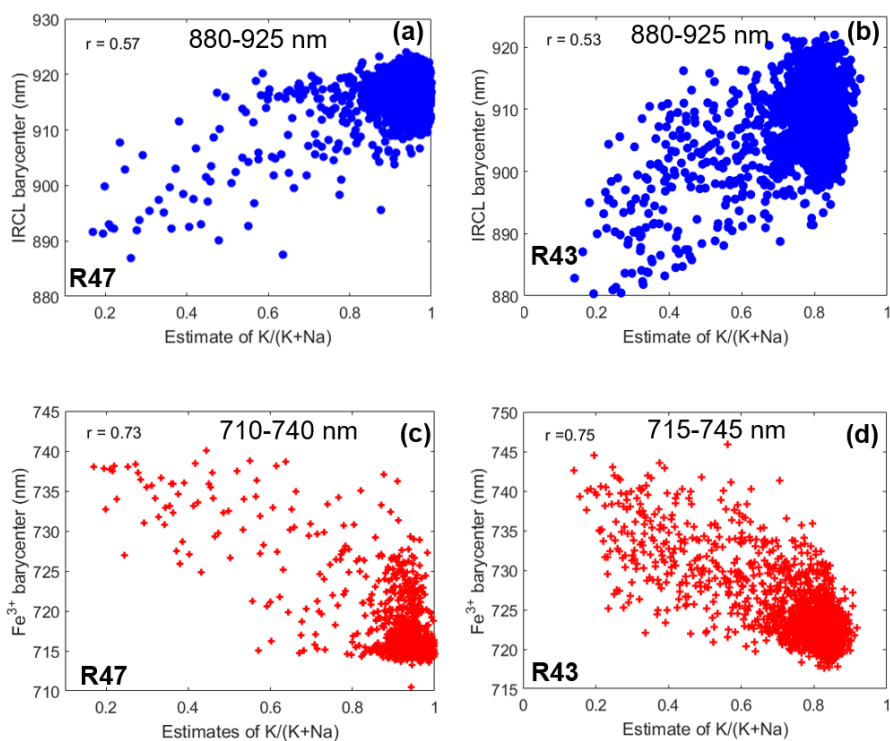 930
920
910
900
890
880
IRCL barycenter (nm)
r = 0.57
880-925 nm
(a)
R47
0.2
0.4
0.6
0.8
1
Estimate of K/(K+Na)
920
910
900
890
880
IRCL barycenter (nm)
r = 0.53
880-925 nm
(b)
R43
0
0.2
0.4
0.6
0.8
1
Estimate of K/(K+Na)
745
740
735
730
725
720
715
710
Fe³⁺ barycenter (nm)
r = 0.73
710-740 nm
(c)
R47
0.2
0.4
0.6
0.8
1
Estimates of K/(K+Na)
750
745
740
735
730
725
720
715
Fe³⁺ barycenter (nm)
r =0.75
715-745 nm
(d)
R43
0
0.2
0.4
0.6
0.8
1
Estimate of K/(K+Na)